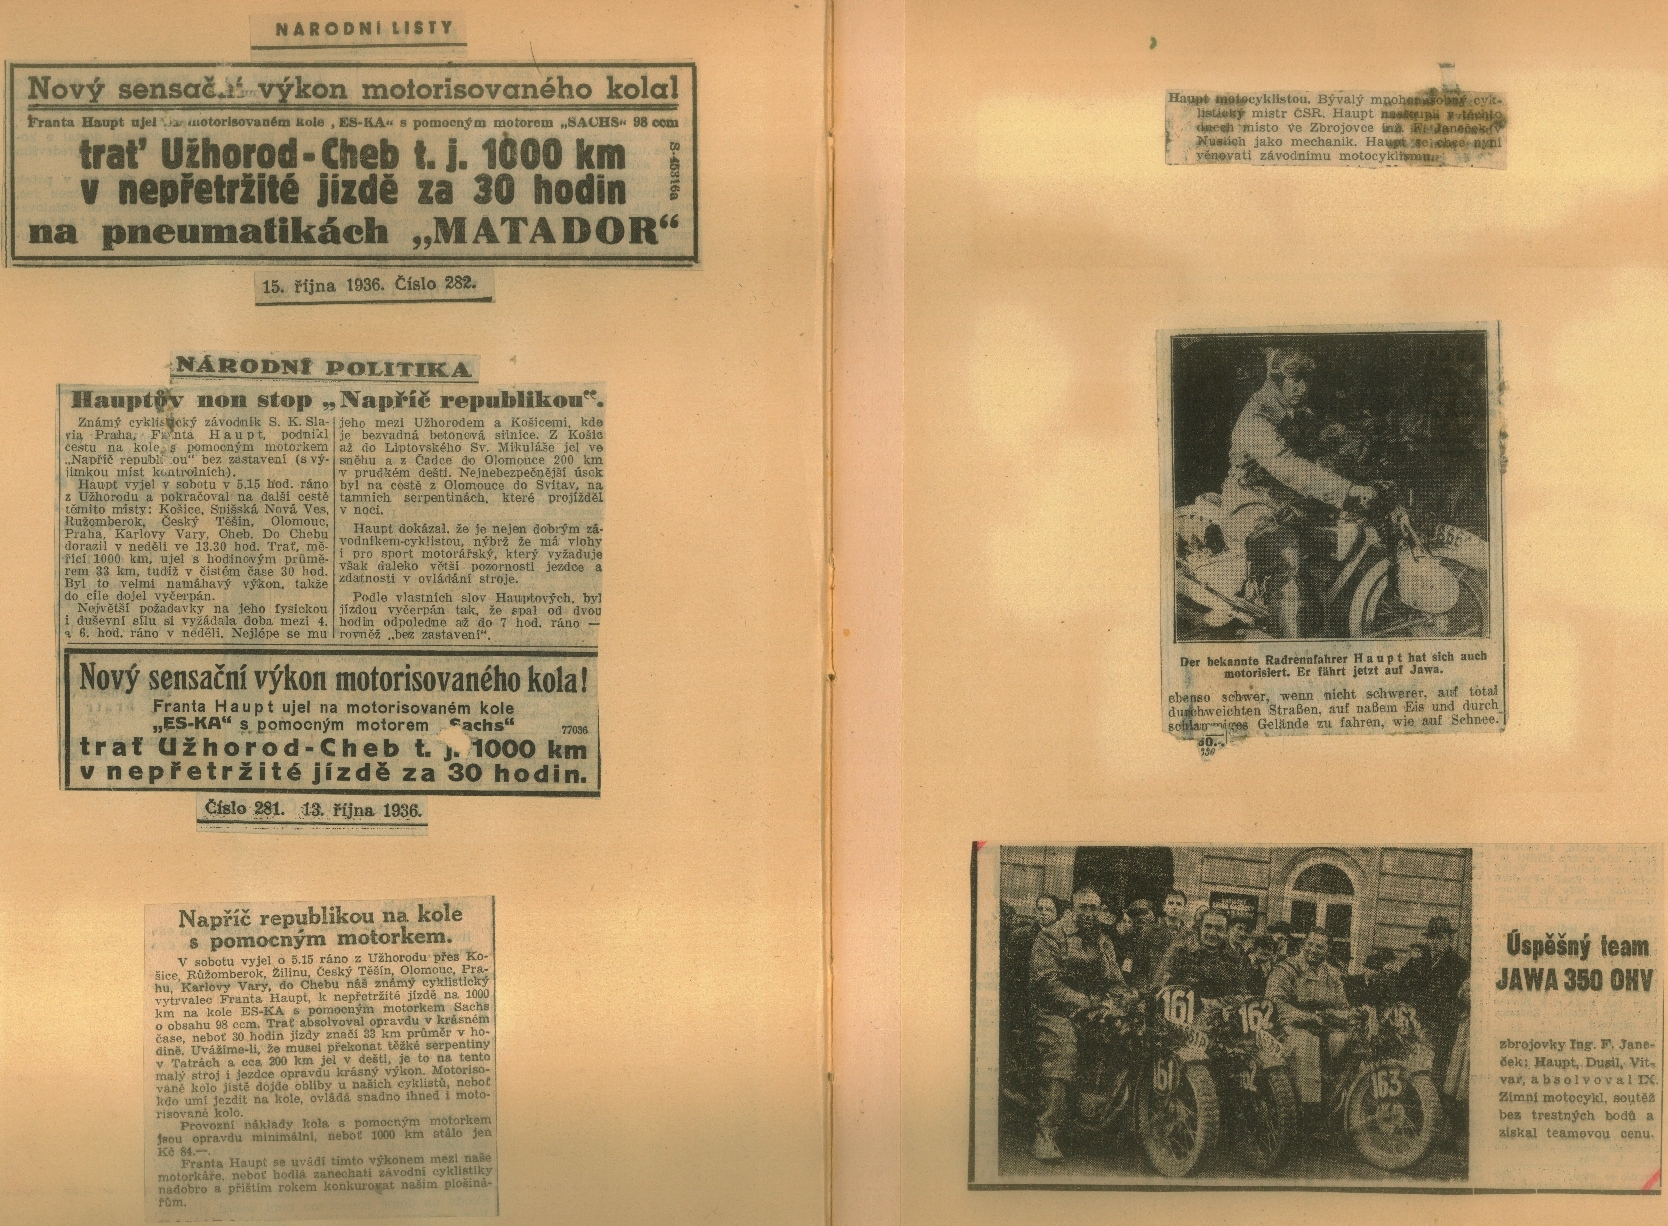 NÁRODNÍ LISTY
Nový sensační výkon motorisovaného kola!
Franta Haupt ujel na motorisovaném kole „ES-KA“ s pomocným motorem „SACHS“ 98 ccm
trať Užhorod-Cheb t. j. 1000 km
v nepřetržité jízdě za 30 hodin
na pneumatikách „MATADOR“
S-45316a
15. října 1936. Číslo 282.
NÁRODNÍ POLITIKA
Hauptův non stop „Napříč republikou“.
Známý cyklistický závodník S. K. Sla-
via Praha, Franta Haupt, podnikl
cestu na kole s pomocným motorkem
„Napříč republikou“ bez zastavení (s vý-
jimkou míst kontrolních).
Haupt vyjel v sobotu v 5.15 hod. ráno
z Užhorodu a pokračoval na další cestě
těmito místy: Košice, Spišská Nová Ves,
Ružomberok, Český Těšín, Olomouc,
Praha, Karlovy Vary, Cheb. Do Chebu
dorazil v neděli ve 13.30 hod. Trať, mě-
řící 1000 km, ujel s hodinovým průmě-
rem 33 km, tudíž v čistém čase 30 hod.
Byl to velmi namáhavý výkon, takže
do cíle dojel vyčerpán.
Největší požadavky na jeho fysickou
i duševní sílu si vyžádala doba mezi 4.
a 6. hod. ráno v neděli. Nejlépe se mu
jeho mezi Užhorodem a Košicemi, kde
je bezvadná betonová silnice. Z Košic
až do Liptovského Sv. Mikuláše jel ve
sněhu a z Čadce do Olomouce 200 km
v prudkém dešti. Nejnebezpečnější úsek
byl na cestě z Olomouce do Svitav, na
tamních serpentinách, které projížděl
v noci.
Haupt dokázal, že je nejen dobrým zá-
vodníkem-cyklistou, nýbrž že má vlohy
i pro sport motorářský, který vyžaduje
však daleko větší pozornosti jezdce a
zdatnosti v ovládání stroje.
Podle vlastních slov Hauptových, byl
jízdou vyčerpán tak, že spal od dvou
hodin odpoledne až do 7 hod. ráno —
rovněž „bez zastavení“.
Nový sensační výkon motorisovaného kola!
Franta Haupt ujel na motorisovaném kole
„ES-KA“ s pomocným motorem „Sachs“
77036
trať Užhorod-Cheb t. j. 1000 km
v nepřetržité jízdě za 30 hodin.
Číslo 281. 13. října 1936.
Napříč republikou na kole
s pomocným motorkem.
V sobotu vyjel o 5.15 ráno z Užhorodu přes Ko-
šice, Růžomberok, Žilinu, Český Těšín, Olomouc, Pra-
hu, Karlovy Vary, do Chebu náš známý cyklistický
vytrvalec Franta Haupt, k nepřetržité jízdě na 1000
km na kole ES-KA s pomocným motorkem Sachs
o obsahu 98 ccm. Trať absolvoval opravdu v krásném
čase, neboť 30 hodin jízdy značí 33 km průměr v ho-
dině. Uvážíme-li, že musel překonat těžké serpentiny
v Tatrách a cca 200 km jel v dešti, je to na tento
malý stroj i jezdce opravdu krásný výkon. Motoriso-
vané kolo jistě dojde obliby u našich cyklistů, neboť
kdo umí jezdit na kole, ovládá snadno ihned i moto-
risované kolo.
Provozní náklady kola s pomocným motorkem
jsou opravdu minimální, neboť 1000 km stálo jen
Kč 84.—.
Franta Haupt se uvádí tímto výkonem mezi naše
motorkáře, neboť hodlá zanechati závodní cyklistiky
nadobro a příštím rokem konkurovat našim plochá-
řům.
Haupt motocyklistou. Bývalý mnohonásobný cyk-
listický mistr ČSR. Haupt nastoupil v těchto
dnech místo ve Zbrojovce ing. F. Janečka v
Nuslích jako mechanik. Haupt se chce nyní
věnovati závodnímu motocyklismu.
Der bekannte Radrennfahrer Haupt hat sich auch
motorisiert. Er fährt jetzt auf Jawa.
ebenso schwer, wenn nicht schwerer, auf total
durchweichten Straßen, auf naßem Eis und durch
schlammiges Gelände zu fahren, wie auf Schnee.
161
162
163
61
62
163
Úspěšný team
JAWA 350 OHV
zbrojovky Ing. F. Jane-
ček; Haupt, Dusil, Vít-
var, absolvoval IX.
Zimní motocykl. soutěž
bez trestných bodů a
získal teamovou cenu.